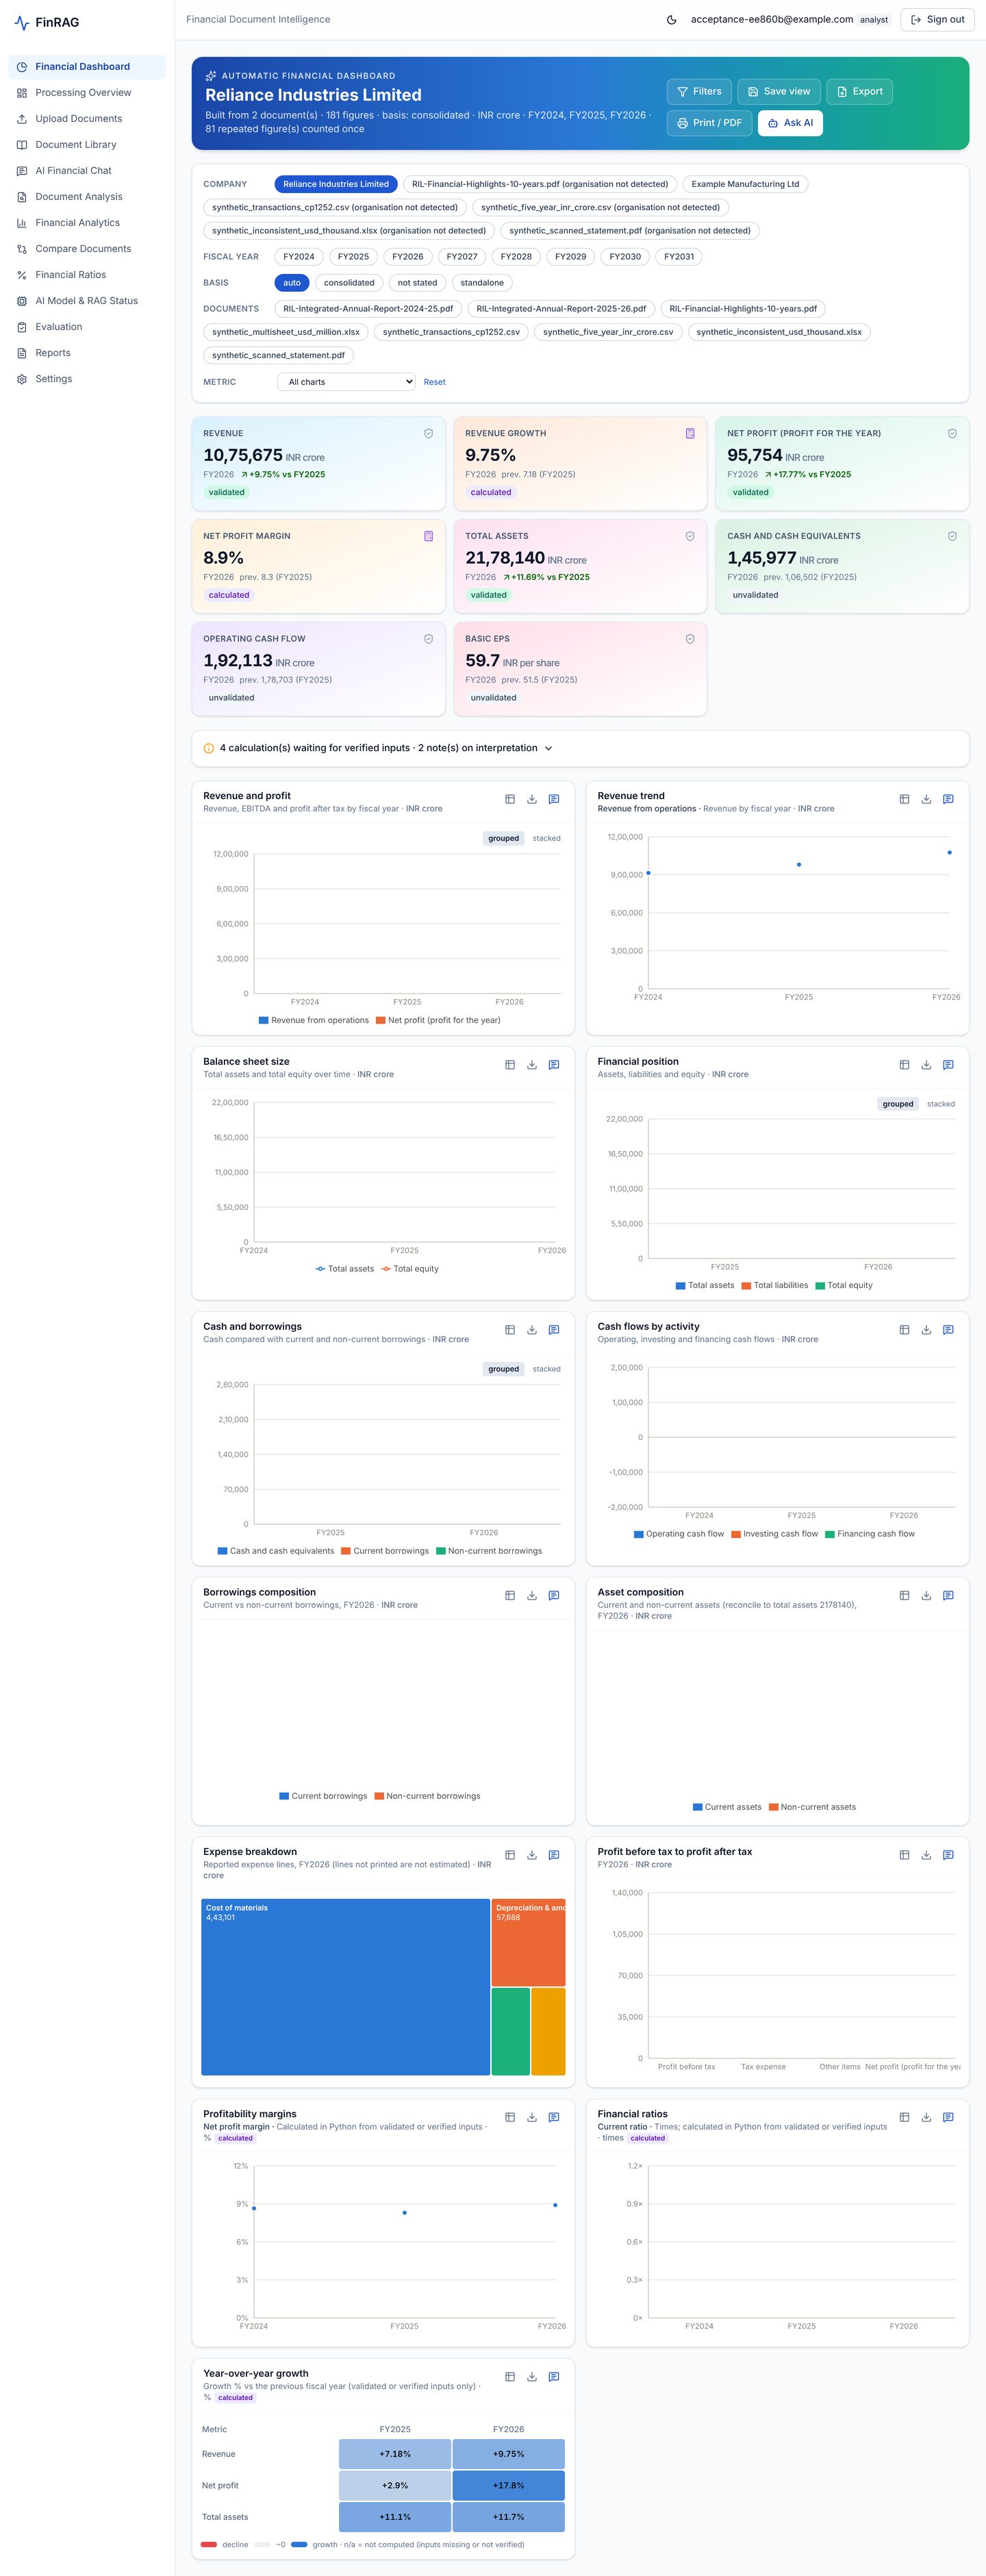 FinRAG
Financial Document Intelligence
acceptance-ee860b@example.com analyst Sign out
Financial Dashboard
Processing Overview
Upload Documents
Document Library
AI Financial Chat
Document Analysis
Financial Analytics
Compare Documents
Financial Ratios
AI Model & RAG Status
Evaluation
Reports
Settings
AUTOMATIC FINANCIAL DASHBOARD
Reliance Industries Limited
Built from 2 document(s) · 181 figures · basis: consolidated · INR crore · FY2024, FY2025, FY2026 ·
81 repeated figure(s) counted once
Filters Save view Export
Print / PDF Ask AI
COMPANY Reliance Industries Limited RIL-Financial-Highlights-10-years.pdf (organisation not detected) Example Manufacturing Ltd
synthetic_transactions_cp1252.csv (organisation not detected) synthetic_five_year_inr_crore.csv (organisation not detected)
synthetic_inconsistent_usd_thousand.xlsx (organisation not detected) synthetic_scanned_statement.pdf (organisation not detected)
FISCAL YEAR FY2024 FY2025 FY2026 FY2027 FY2028 FY2029 FY2030 FY2031
BASIS auto consolidated not stated standalone
DOCUMENTS RIL-Integrated-Annual-Report-2024-25.pdf RIL-Integrated-Annual-Report-2025-26.pdf RIL-Financial-Highlights-10-years.pdf
synthetic_multisheet_usd_million.xlsx synthetic_transactions_cp1252.csv synthetic_five_year_inr_crore.csv synthetic_inconsistent_usd_thousand.xlsx
synthetic_scanned_statement.pdf
METRIC All charts Reset
REVENUE
10,75,675 INR crore
FY2026 +9.75% vs FY2025
validated
REVENUE GROWTH
9.75%
FY2026 prev. 7.18 (FY2025)
calculated
NET PROFIT (PROFIT FOR THE YEAR)
95,754 INR crore
FY2026 +17.77% vs FY2025
validated
NET PROFIT MARGIN
8.9%
FY2026 prev. 8.3 (FY2025)
calculated
TOTAL ASSETS
21,78,140 INR crore
FY2026 +11.69% vs FY2025
validated
CASH AND CASH EQUIVALENTS
1,45,977 INR crore
FY2026 prev. 1,06,502 (FY2025)
unvalidated
OPERATING CASH FLOW
1,92,113 INR crore
FY2026 prev. 1,78,703 (FY2025)
unvalidated
BASIC EPS
59.7 INR per share
FY2026 prev. 51.5 (FY2025)
unvalidated
4 calculation(s) waiting for verified inputs · 2 note(s) on interpretation
Revenue and profit
Revenue, EBITDA and profit after tax by fiscal year · INR crore
grouped stacked
12,00,000
9,00,000
6,00,000
3,00,000
0
FY2024 FY2025 FY2026
Revenue from operations Net profit (profit for the year)
Revenue trend
Revenue from operations · Revenue by fiscal year · INR crore
12,00,000
9,00,000
6,00,000
3,00,000
0
FY2024 FY2025 FY2026
Balance sheet size
Total assets and total equity over time · INR crore
22,00,000
16,50,000
11,00,000
5,50,000
0
FY2024 FY2025 FY2026
Total assets Total equity
Financial position
Assets, liabilities and equity · INR crore
grouped stacked
22,00,000
16,50,000
11,00,000
5,50,000
0
FY2025 FY2026
Total assets Total liabilities Total equity
Cash and borrowings
Cash compared with current and non-current borrowings · INR crore
grouped stacked
2,80,000
2,10,000
1,40,000
70,000
0
FY2025 FY2026
Cash and cash equivalents Current borrowings Non-current borrowings
Cash flows by activity
Operating, investing and financing cash flows · INR crore
2,00,000
1,00,000
0
-1,00,000
-2,00,000
FY2024 FY2025 FY2026
Operating cash flow Investing cash flow Financing cash flow
Borrowings composition
Current vs non-current borrowings, FY2026 · INR crore
Current borrowings Non-current borrowings
Asset composition
Current and non-current assets (reconcile to total assets 2178140),
FY2026 · INR crore
Current assets Non-current assets
Expense breakdown
Reported expense lines, FY2026 (lines not printed are not estimated) · INR
crore
Cost of materials
4,43,101
Depreciation & amo
57,688
Profit before tax to profit after tax
FY2026 · INR crore
1,40,000
1,05,000
70,000
35,000
0
Profit before tax Tax expense Other items Net profit (profit for the yea
Profitability margins
Net profit margin · Calculated in Python from validated or verified inputs ·
% calculated
12%
9%
6%
3%
0%
FY2024 FY2025 FY2026
Financial ratios
Current ratio · Times; calculated in Python from validated or verified inputs
· times calculated
1.2×
0.9×
0.6×
0.3×
0×
FY2024 FY2025 FY2026
Year-over-year growth
Growth % vs the previous fiscal year (validated or verified inputs only) ·
% calculated
Metric FY2025 FY2026
Revenue +7.18% +9.75%
Net profit +2.9% +17.8%
Total assets +11.1% +11.7%
decline ~0 growth · n/a = not computed (inputs missing or not verified)